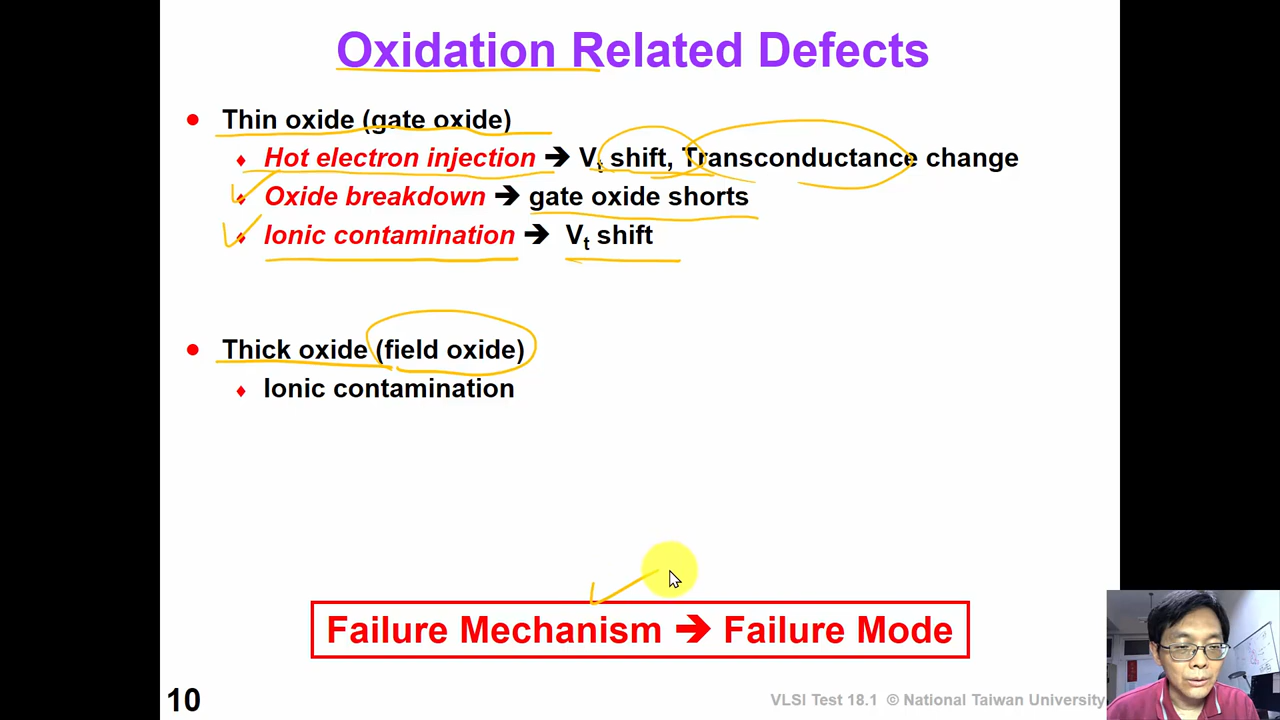 Oxidation Related Defects
● Thin oxide (gate oxide)
♦ Hot electron injection ➔ Vt shift, Transconductance change
♦ Oxide breakdown ➔ gate oxide shorts
♦ Ionic contamination ➔ Vt shift
● Thick oxide (field oxide)
♦ Ionic contamination
Failure Mechanism ➔ Failure Mode
10
VLSI Test 18.1 © National Taiwan University